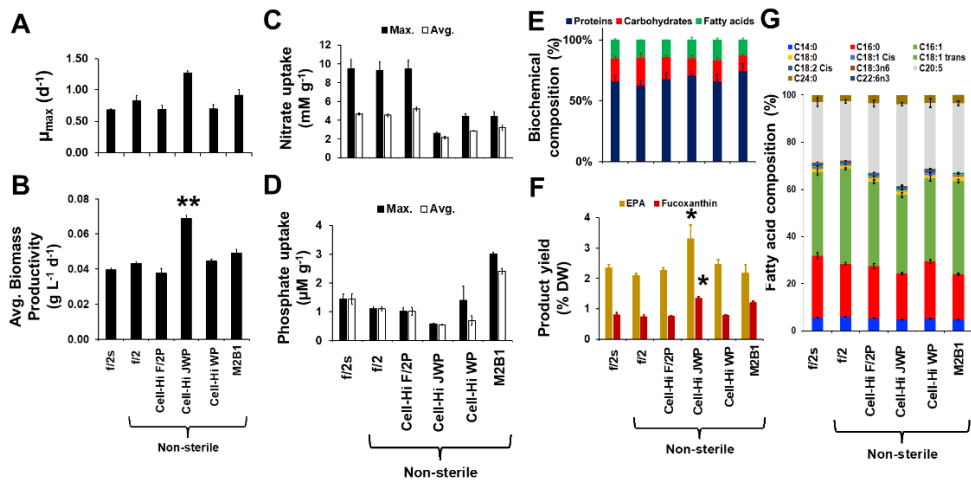 A
μmax (d-1)
1.50
1.00
0.50
0.00
B
Avg. Biomass
Productivity
(g L-1 d-1)
0.08
0.06
0.04
0.02
0.00
**
f/2s
f/2
Cell-Hi F/2P
Cell-Hi JWP
Cell-Hi WP
M2B1
Non-sterile
C
Max. Avg.
Nitrate uptake
(mM g-1)
12
10
8
6
4
2
0
D
Max. Avg.
Phosphate uptake
(μM g-1)
4
3
2
1
0
f/2s
f/2
Cell-Hi F/2P
Cell-Hi JWP
Cell-Hi WP
M2B1
Non-sterile
E
Proteins Carbohydrates Fatty acids
Biochemical
composition (%)
100%
50%
0%
F
EPA Fucoxanthin
Product yield
(% DW)
4
3
2
1
0
*
*
f/2s
f/2
Cell-Hi F/2P
Cell-Hi JWP
Cell-Hi WP
M2B1
Non-sterile
G
C14:0 C16:0 C16:1
C18:0 C18:1 Cis C18:1 trans
C18:2 Cis C18:3n6 C20:5
C24:0 C22:6n3
Fatty acid composition (%)
100
80
60
40
20
0
f/2s
f/2
Cell-Hi F/2P
Cell-Hi JWP
Cell-Hi WP
M2B1
Non-sterile